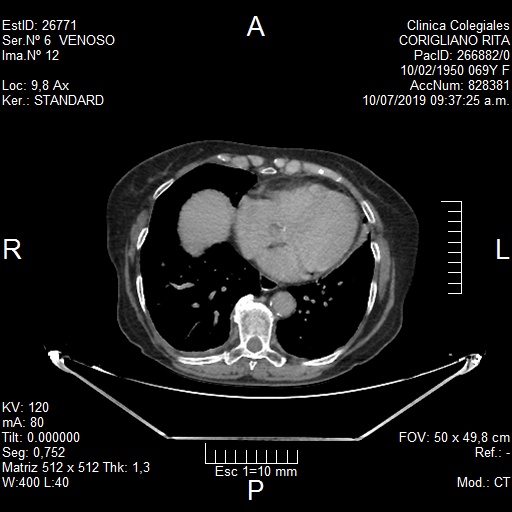 EstID: 26771
Ser.Nº 6 VENOSO
Ima.Nº 12
Loc: 9,8 Ax
Ker.: STANDARD
A
Clinica Colegiales
CORIGLIANO RITA
PacID: 266882/0
10/02/1950 069Y F
AccNum: 828381
10/07/2019 09:37:25 a.m.
R
L
KV: 120
mA: 80
Tilt: 0.000000
Seg: 0,752
Matriz 512 x 512 Thk: 1,3
W:400 L:40
Esc 1=10 mm
P
FOV: 50 x 49,8 cm
Ref.: -
Mod.: CT